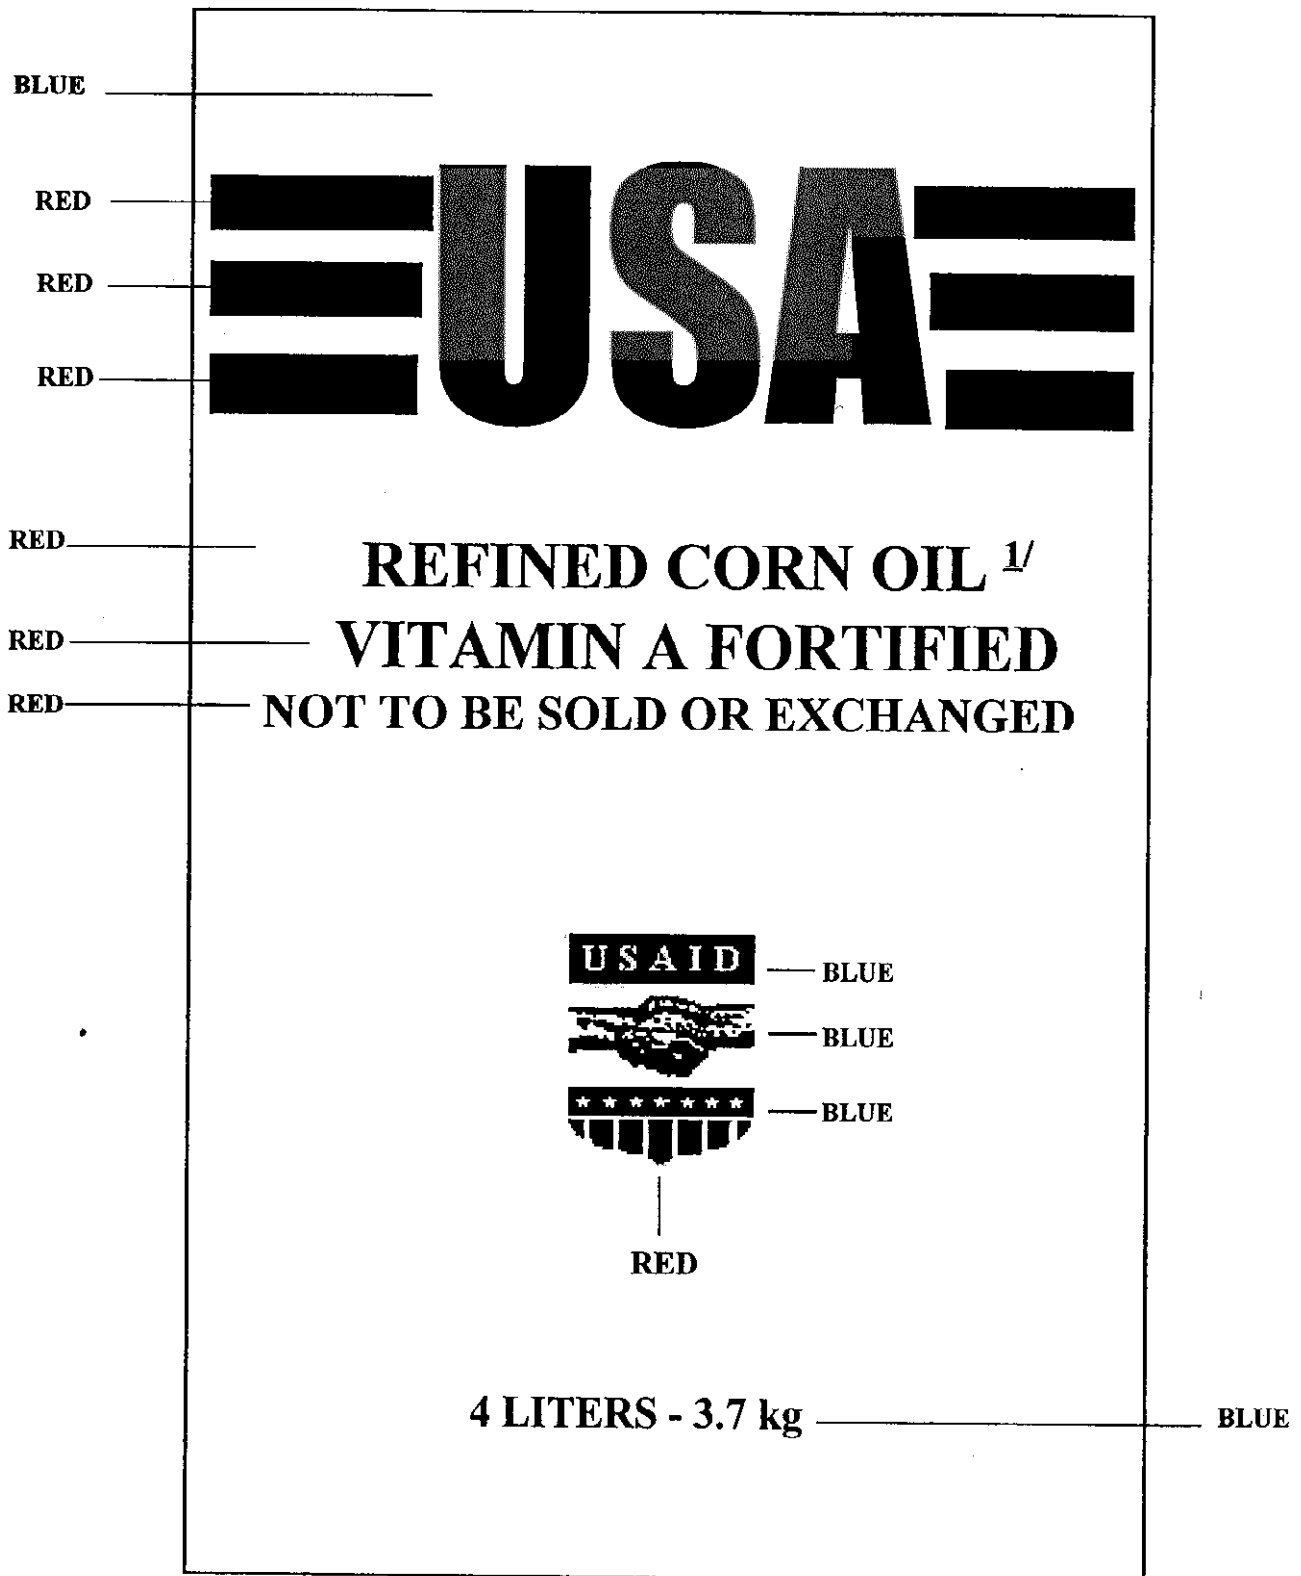 BLUE
USA
RED
RED
RED
RED
REFINED CORN OIL 1/
RED
VITAMIN A FORTIFIED
RED
NOT TO BE SOLD OR EXCHANGED
USAID
BLUE
BLUE
BLUE
RED
4 LITERS - 3.7 kg
BLUE